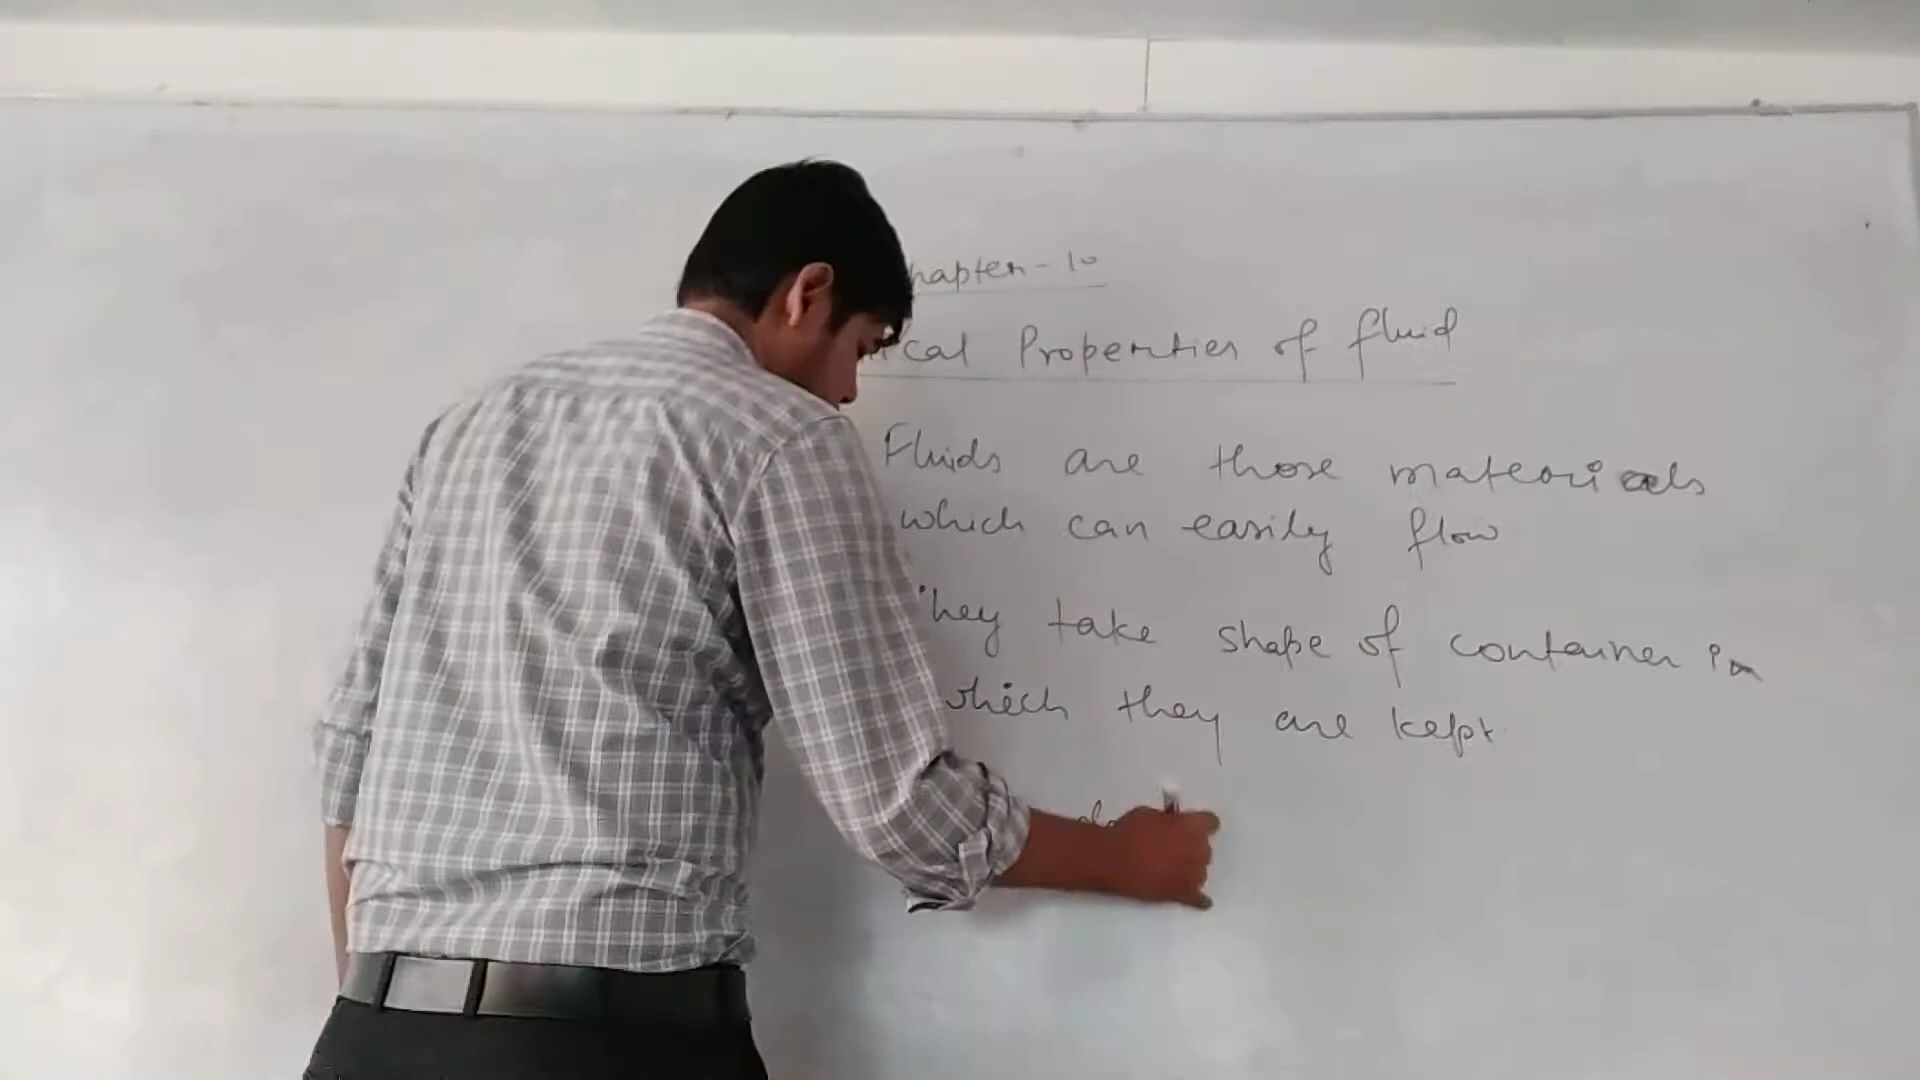 hapter-10
ical Properties of fluid
Fluids are those materials
which can easily flow
hey take shape of container in
which they are kept